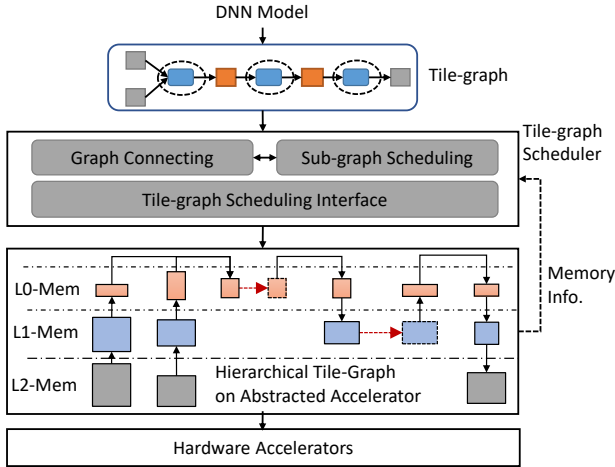 DNN Model
Tile-graph
Tile-graph
Scheduler
Graph Connecting
Sub-graph Scheduling
Tile-graph Scheduling Interface
L0-Mem
Memory
Info.
L1-Mem
L2-Mem
Hierarchical Tile-Graph
on Abstracted Accelerator
Hardware Accelerators